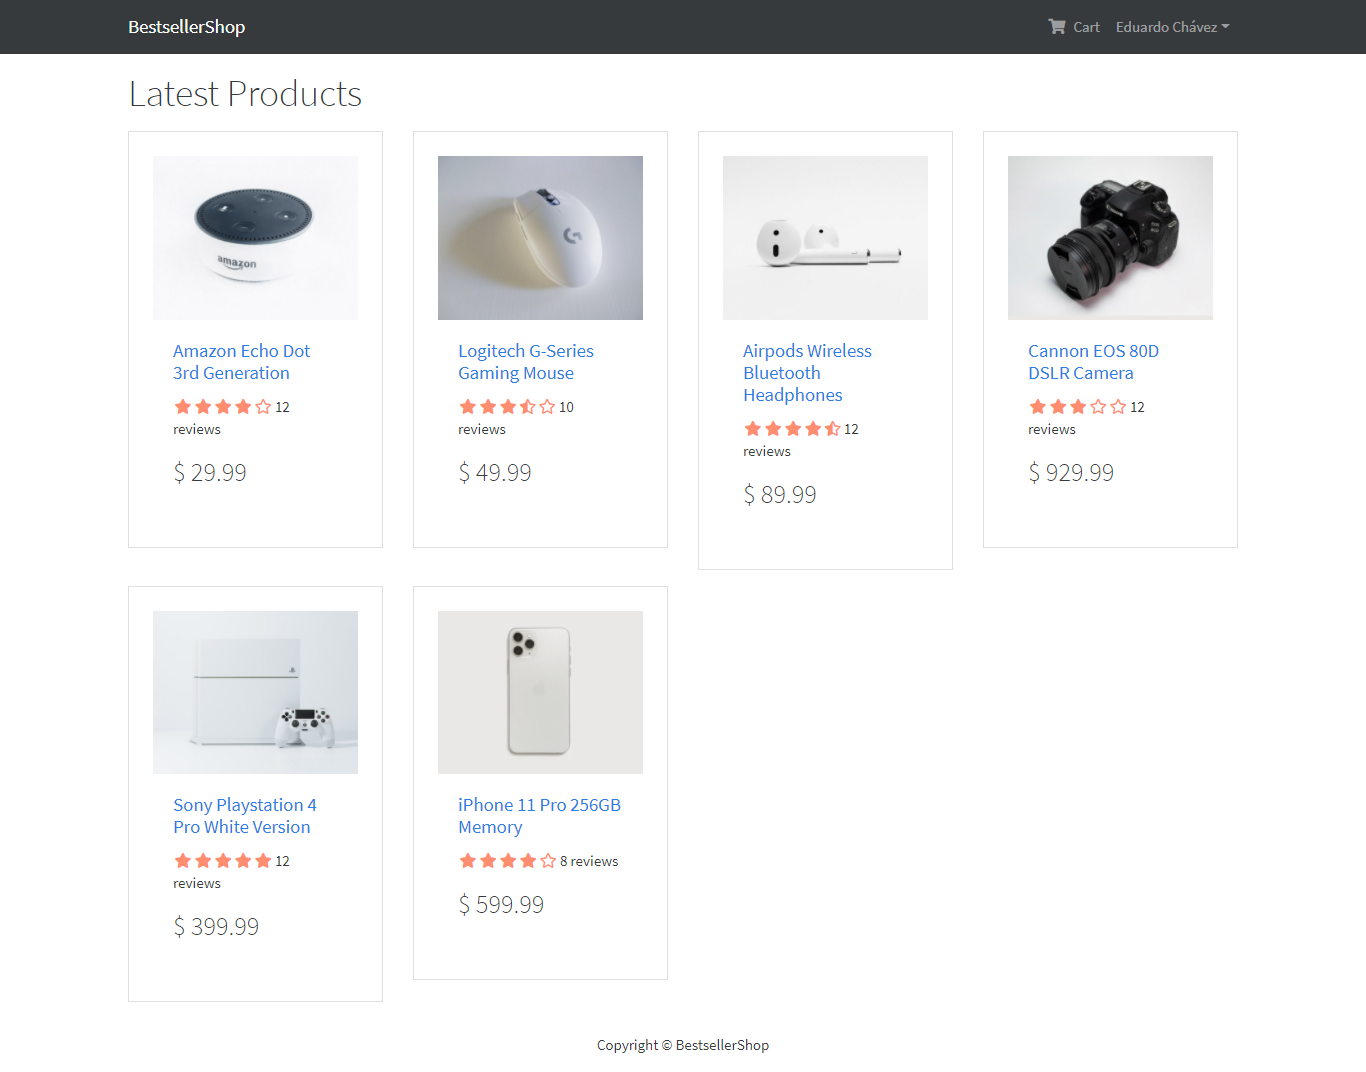 BestsellerShop
Cart
Eduardo Chávez
Latest Products
amazon
Amazon Echo Dot
3rd Generation
12
reviews
$ 29.99
G
Logitech G-Series
Gaming Mouse
10
reviews
$ 49.99
Airpods Wireless
Bluetooth
Headphones
12
reviews
$ 89.99
Cannon EOS 80D
DSLR Camera
12
reviews
$ 929.99
Sony Playstation 4
Pro White Version
12
reviews
$ 399.99
iPhone 11 Pro 256GB
Memory
8 reviews
$ 599.99
Copyright © BestsellerShop